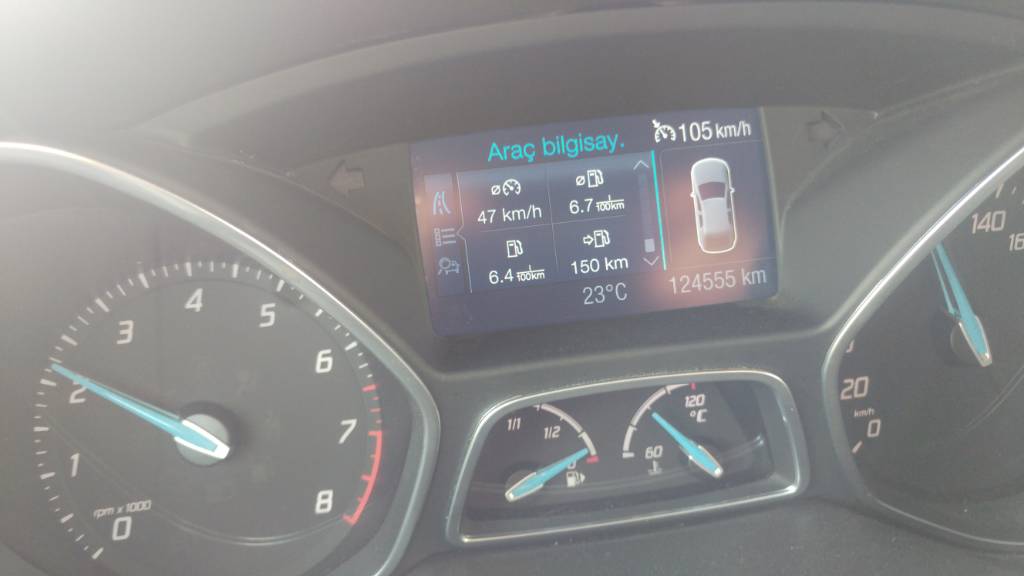 Araç bilgisay.
105 km/h
⌀ 47 km/h
⌀ 6.7 l/100km
6.4 l/100km
150 km
23°C
124555 km
0
1
2
3
4
5
6
7
8
rpm x 1000
1/1
1/2
0
60
120
°C
0
20
140
km/h